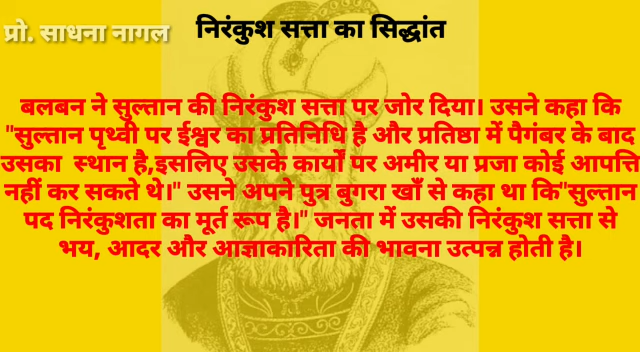 प्रो. साधना नागल
निरंकुश सत्ता का सिद्धांत
बलबन ने सुल्तान की निरंकुश सत्ता पर जोर दिया। उसने कहा कि
"सुल्तान पृथ्वी पर ईश्वर का प्रतिनिधि है और प्रतिष्ठा में पैगंबर के बाद
उसका स्थान है,इसलिए उसके कार्यों पर अमीर या प्रजा कोई आपत्ति
नहीं कर सकते थे।" उसने अपने पुत्र बुगरा खाँ से कहा था कि"सुल्तान
पद निरंकुशता का मूर्त रूप है।" जनता में उसकी निरंकुश सत्ता से
भय, आदर और आज्ञाकारिता की भावना उत्पन्न होती है।